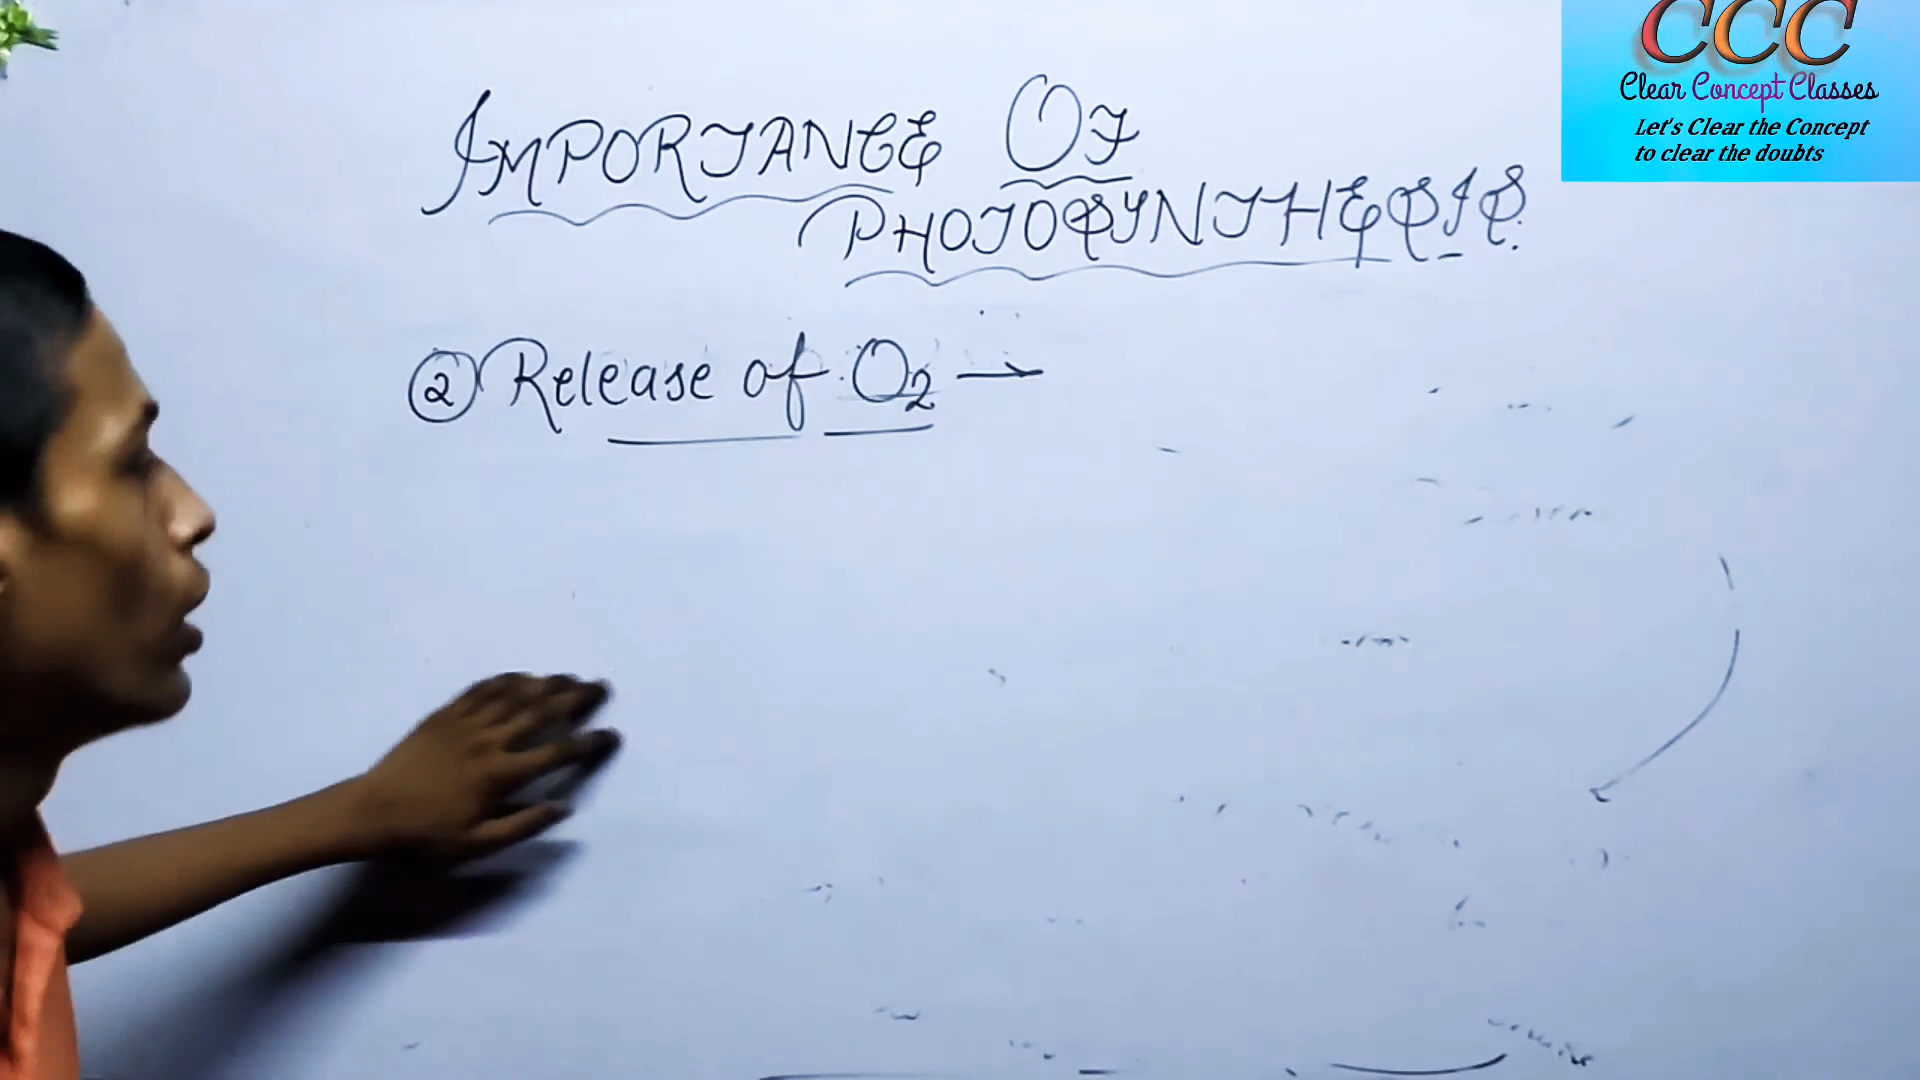 CCC
Clear Concept Classes
Let's Clear the Concept
to clear the doubts
IMPORTANCE OF
PHOTOSYNTHESIS.
② Release of O₂ →